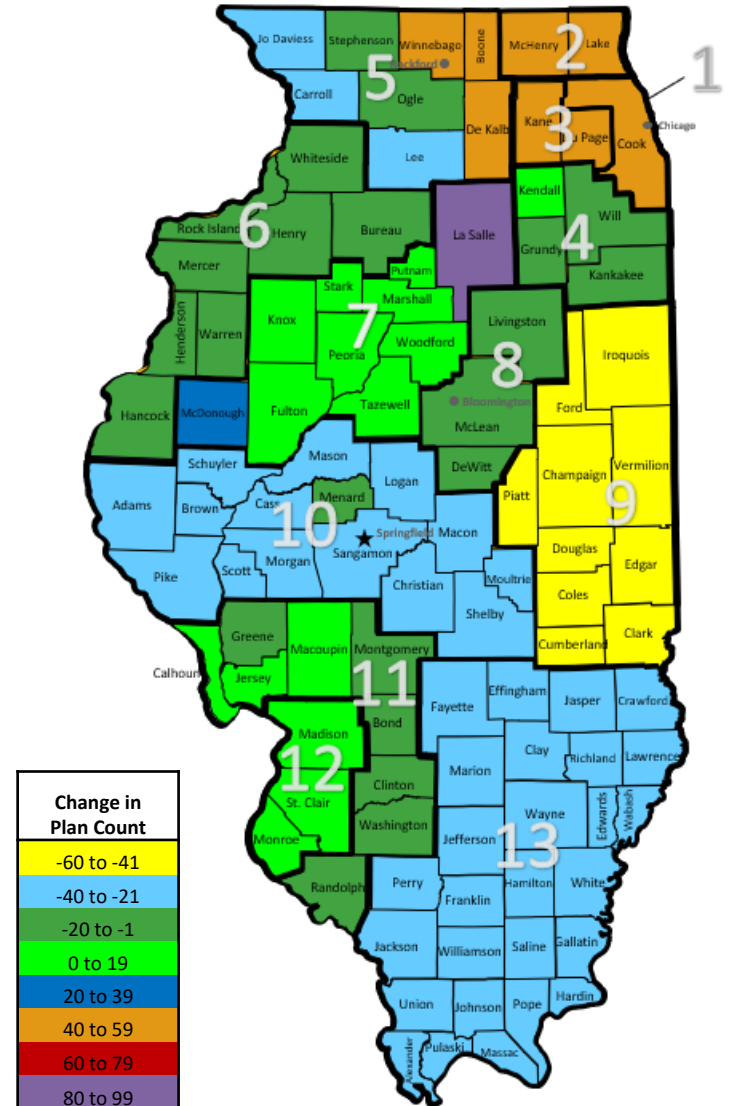 Jo Daviess
Stephenson
Winnebago
Boone
McHenry
Lake
2
1
Rockford
5
Carroll
Ogle
De Kalb
Kane
3
Du Page
Cook
Chicago
Whiteside
Lee
Kendall
Will
Rock Island
6
Henry
Bureau
La Salle
Grundy
4
Mercer
Putnam
Kankakee
Stark
Marshall
Henderson
Warren
Knox
7
Peoria
Woodford
Livingston
Iroquois
8
Hancock
McDonough
Fulton
Tazewell
Bloomington
McLean
Ford
Mason
Schuyler
DeWitt
Champaign
Vermilion
Adams
Brown
Cass
Menard
Logan
Piatt
9
10
Springfield
Macon
Sangamon
Douglas
Edgar
Pike
Scott
Morgan
Christian
Moultrie
Coles
Shelby
Greene
Macoupin
Montgomery
Cumberland
Clark
Calhoun
Jersey
11
Effingham
Jasper
Crawford
Fayette
Madison
Bond
12
Clay
Richland
Lawrence
Marion
Clinton
St. Clair
Wayne
Edwards
Wabash
Washington
Monroe
Jefferson
13
Randolph
Perry
Hamilton
White
Franklin
Jackson
Williamson
Saline
Gallatin
Union
Johnson
Pope
Hardin
Alexander
Pulaski
Massac
Change in
Plan Count
-60 to -41
-40 to -21
-20 to -1
0 to 19
20 to 39
40 to 59
60 to 79
80 to 99